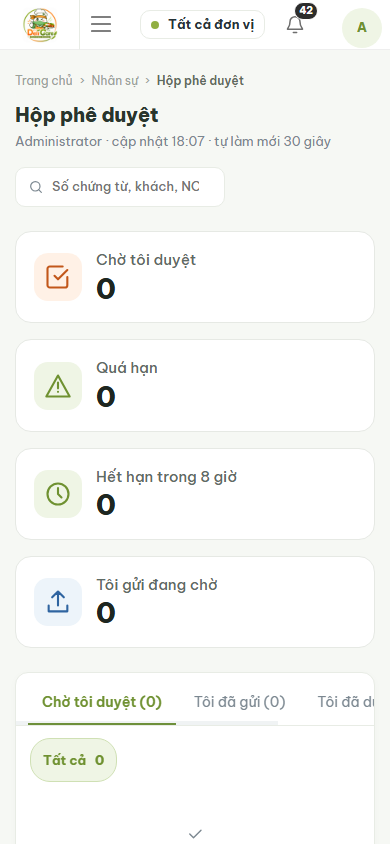 Tất cả đơn vị
42
A
Trang chủ > Nhân sự > Hộp phê duyệt
Hộp phê duyệt
Administrator · cập nhật 18:07 · tự làm mới 30 giây
Số chứng từ, khách, NC
Chờ tôi duyệt
0
Quá hạn
0
Hết hạn trong 8 giờ
0
Tôi gửi đang chờ
0
Chờ tôi duyệt (0) Tôi đã gửi (0) Tôi đã
Tất cả 0